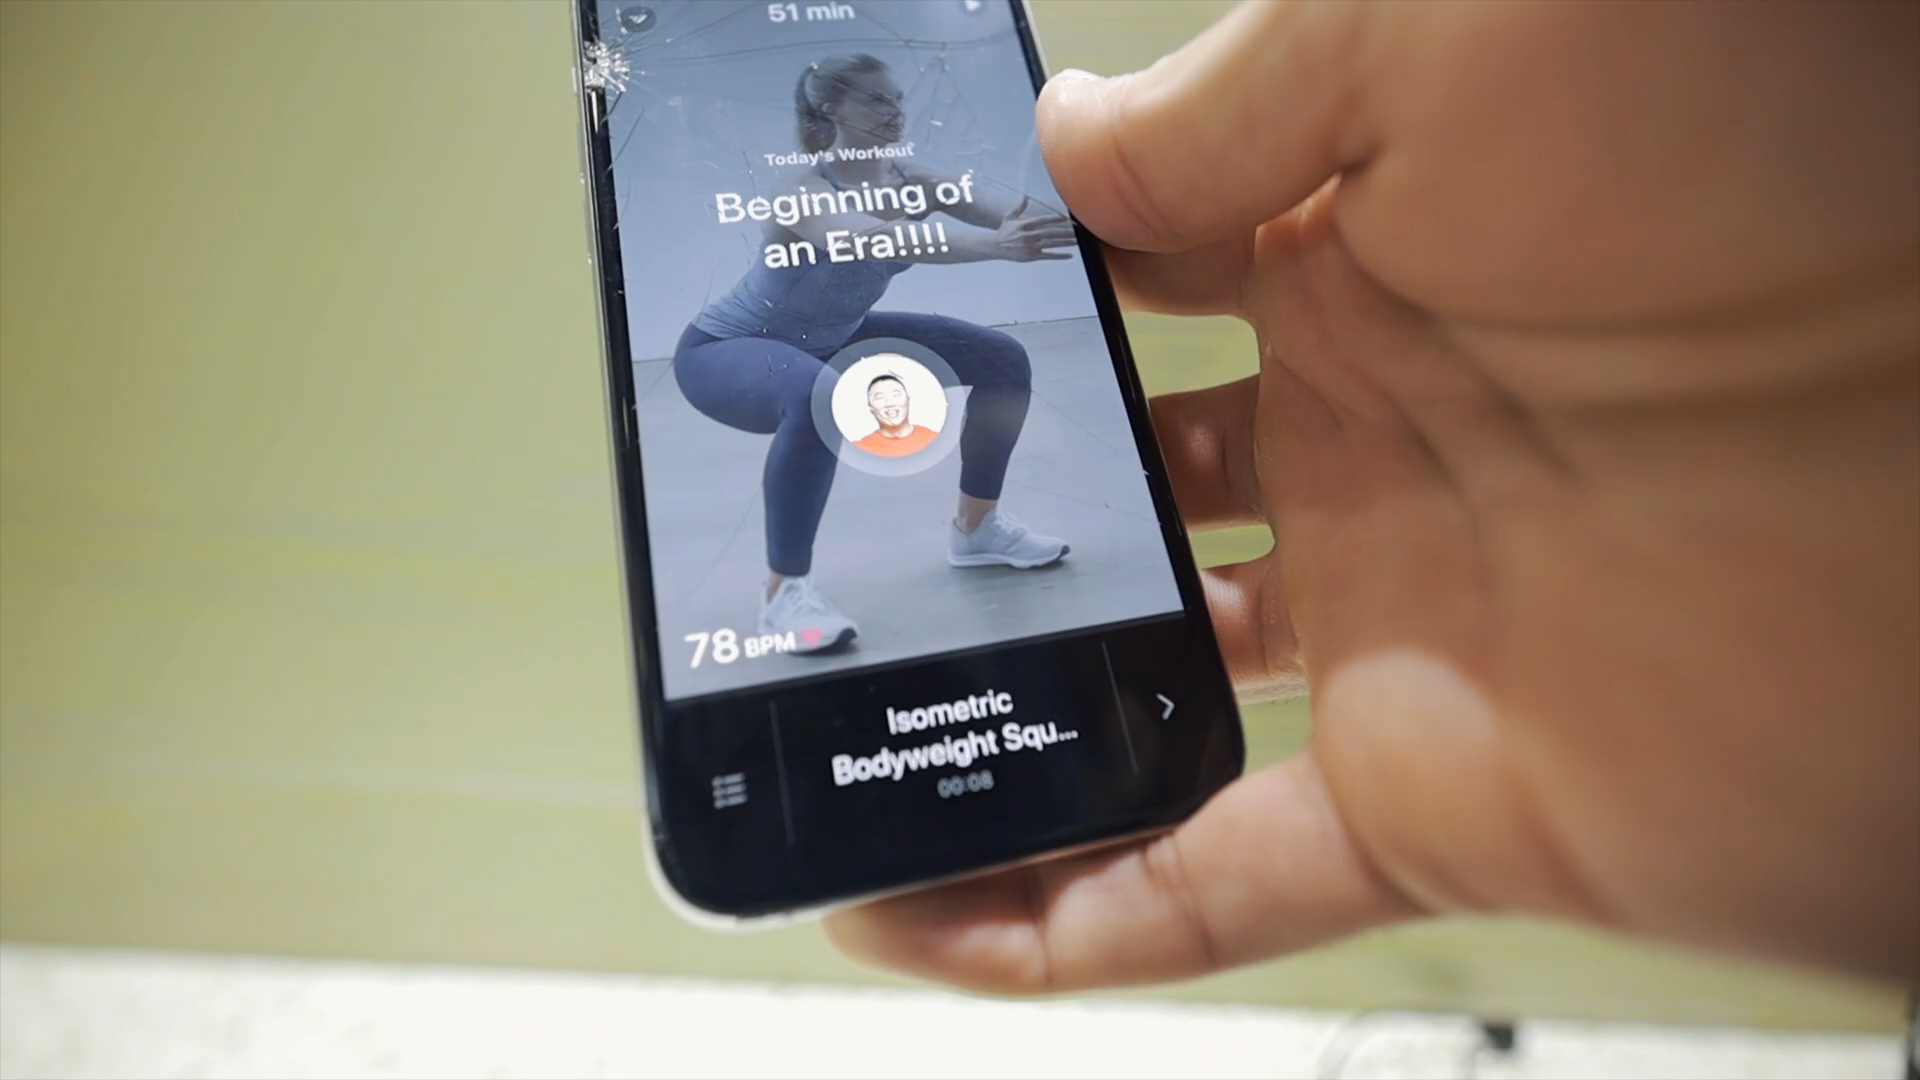 51 min
Today's Workout
Beginning of
an Era!!!!
78 BPM
Isometric
Bodyweight Squ...
00:08